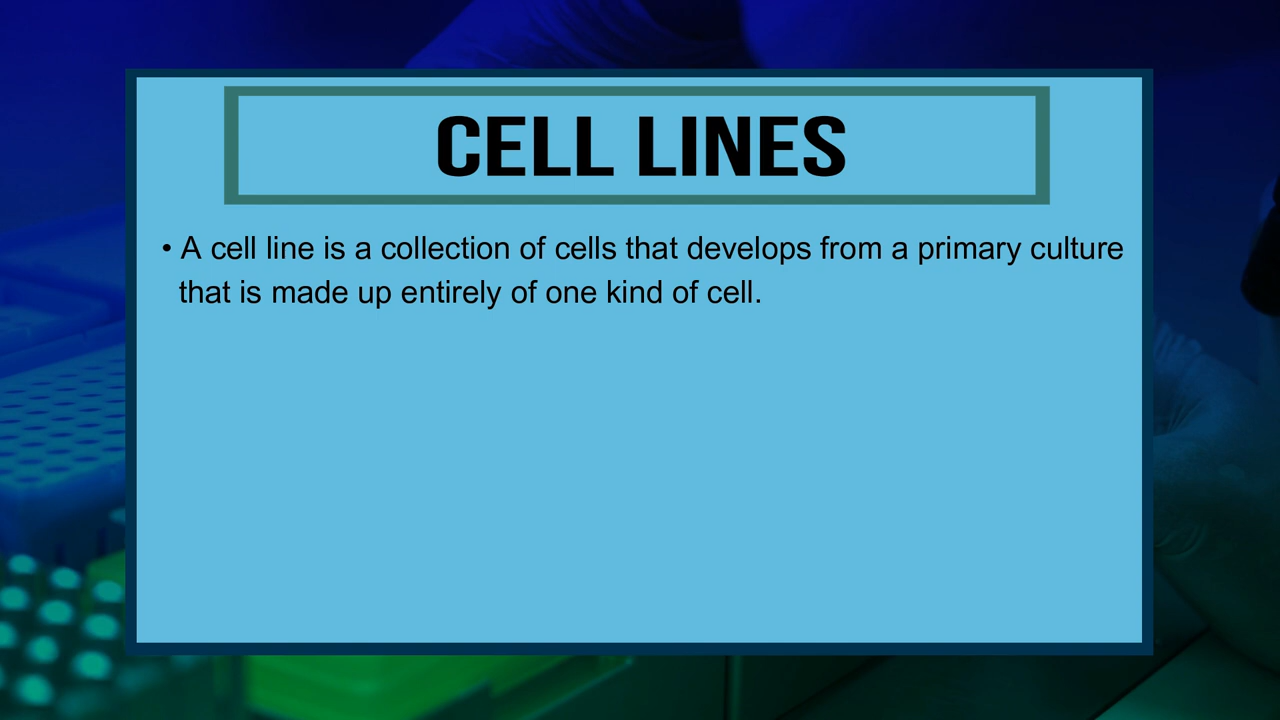 CELL LINES
• A cell line is a collection of cells that develops from a primary culture
that is made up entirely of one kind of cell.